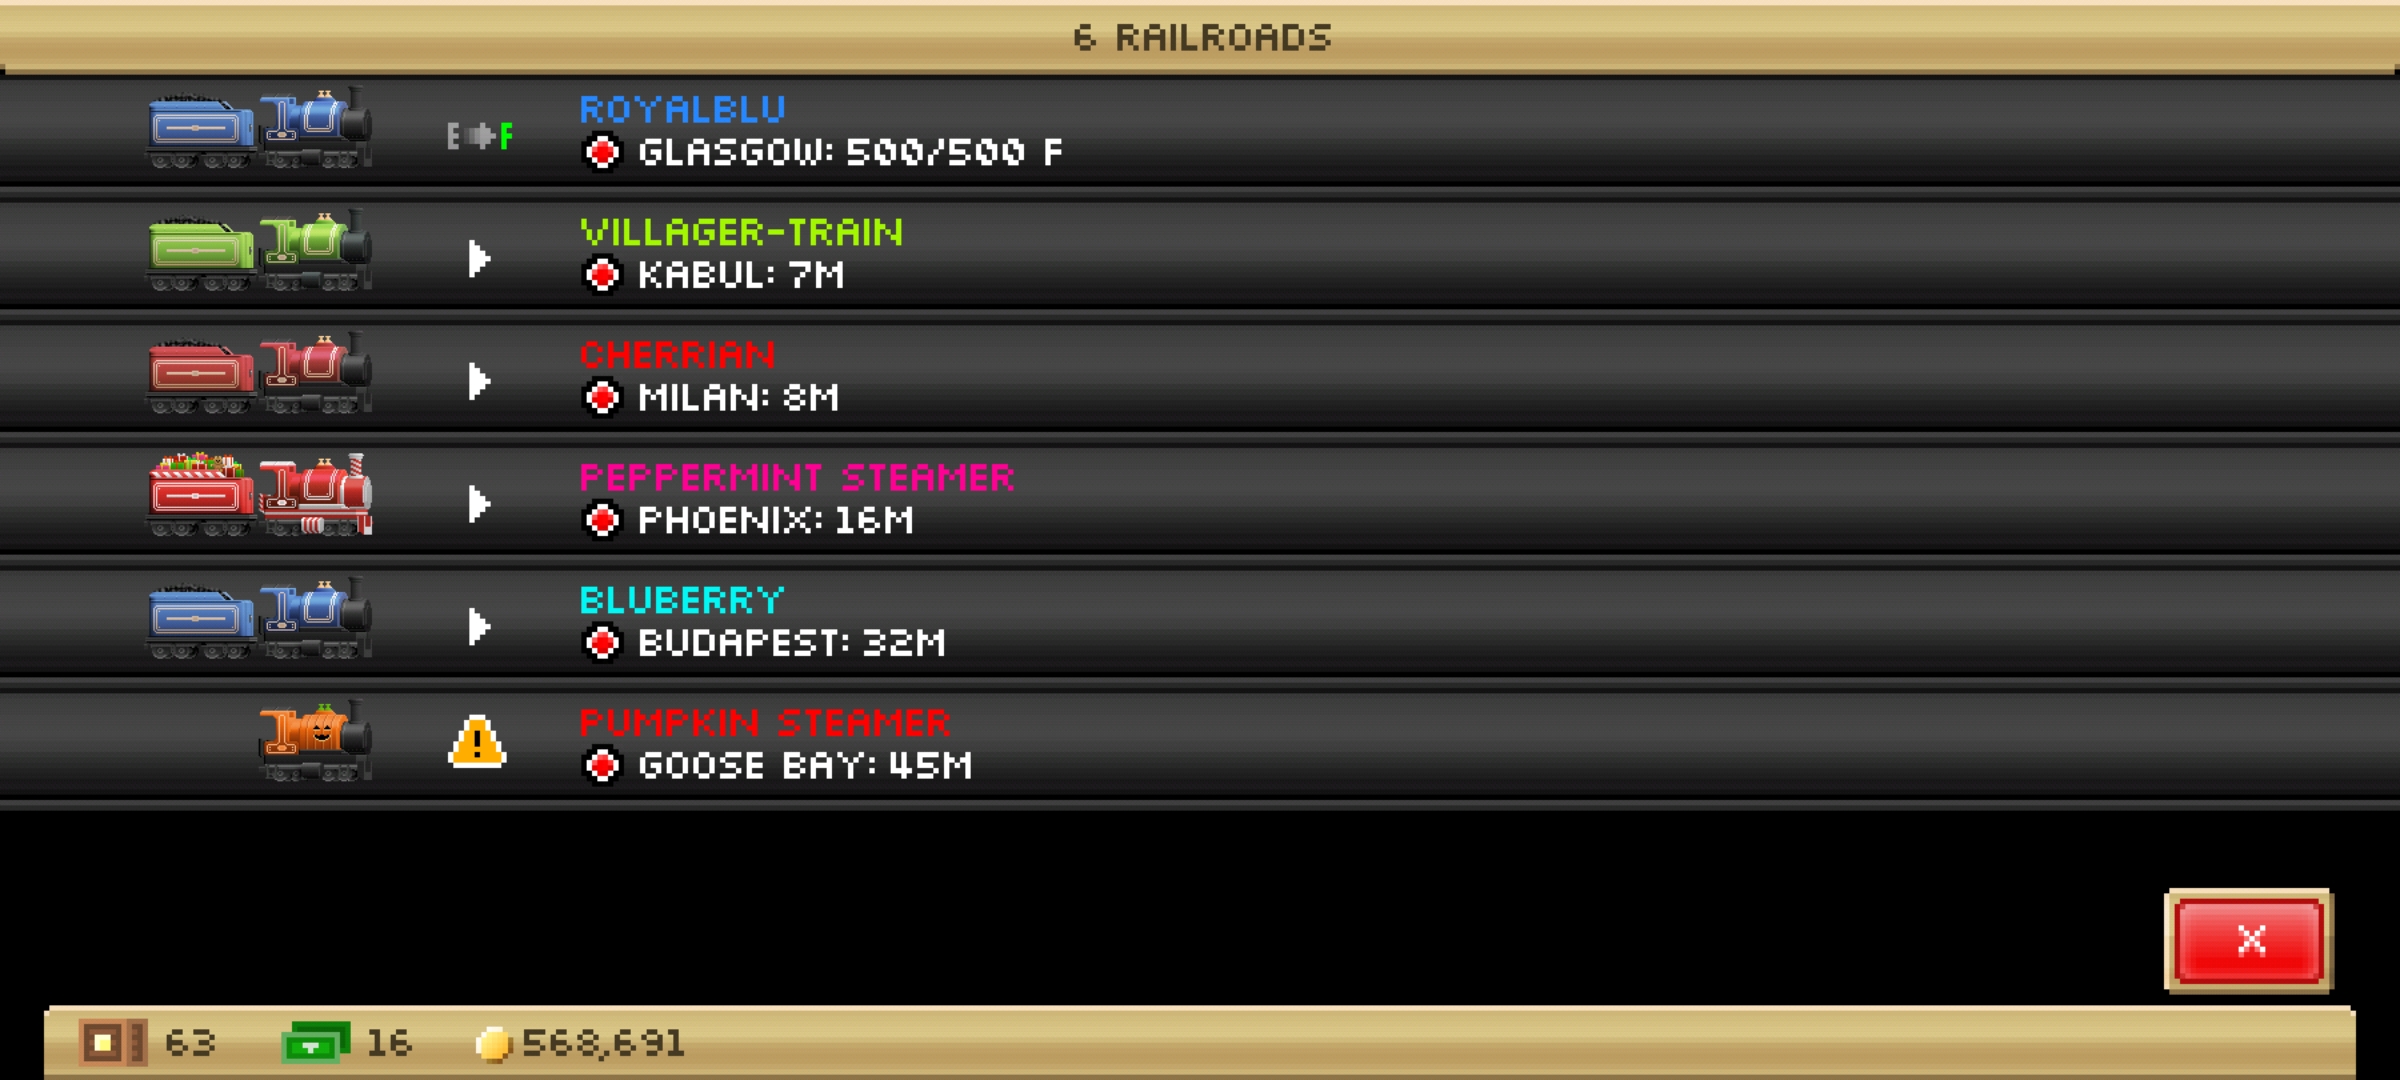 6 RAILROADS
ROYALBLU
E F
GLASGOW: 500/500 F
VILLAGER-TRAIN
KABUL: 7M
CHERRIAN
MILAN: 8M
PEPPERMINT STEAMER
PHOENIX: 16M
BLUBERRY
BUDAPEST: 32M
PUMPKIN STEAMER
!
GOOSE BAY: 45M
X
63 16 568,691